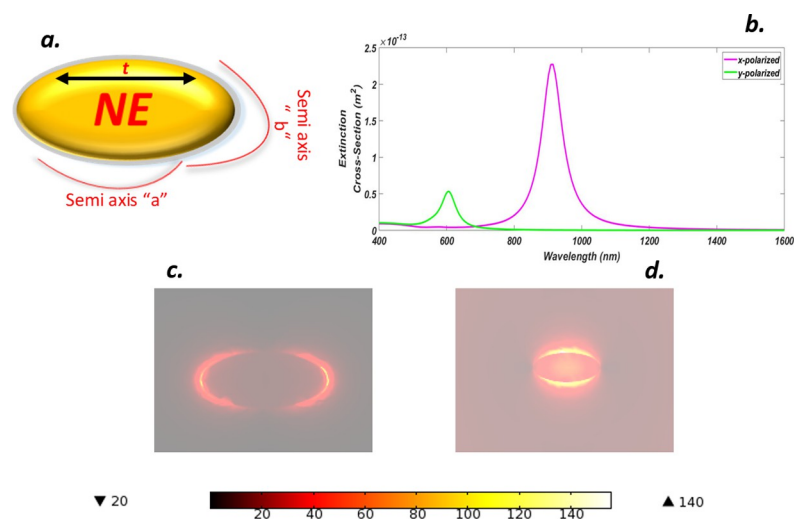 a.
t
NE
Semi axis "a"
Semi axis
"b"
b.
×10⁻¹³
2.5
2
1.5
1
0.5
0
Extinction
Cross-Section (m²)
x-polarized
y-polarized
400 600 800 1000 1200 1400 1600
Wavelength (nm)
c.
d.
▼ 20
20 40 60 80 100 120 140
▲ 140